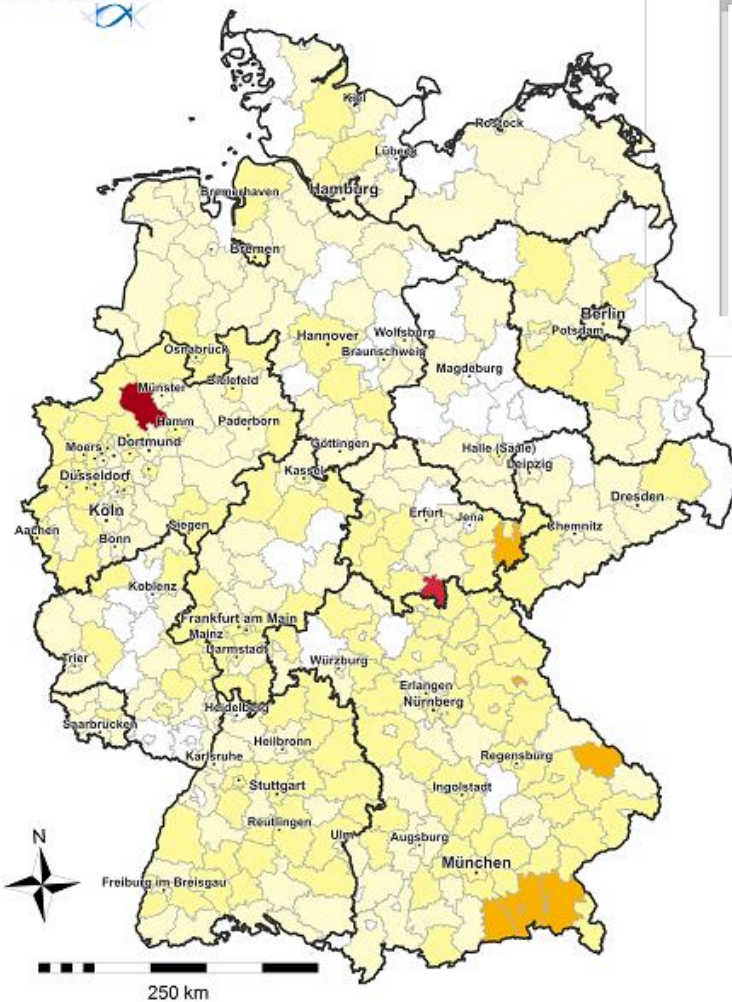 Kiel
Rostock
Lübeck
Bremerhaven
Hamburg
Bremen
Berlin
Potsdam
Hannover
Wolfsburg
Braunschweig
Osnabrück
Magdeburg
Münster
Bielefeld
Hamm
Paderborn
Moers
Dortmund
Göttingen
Halle (Saale)
Leipzig
Düsseldorf
Kassel
Dresden
Köln
Erfurt
Jena
Chemnitz
Aachen
Siegen
Bonn
Koblenz
Frankfurt am Main
Mainz
Trier
Darmstadt
Würzburg
Erlangen
Nürnberg
Heidelberg
Saarbrücken
Heilbronn
Karlsruhe
Regensburg
Stuttgart
Ingolstadt
Reutlingen
Ulm
Augsburg
N
München
Freiburg im Breisgau
250 km